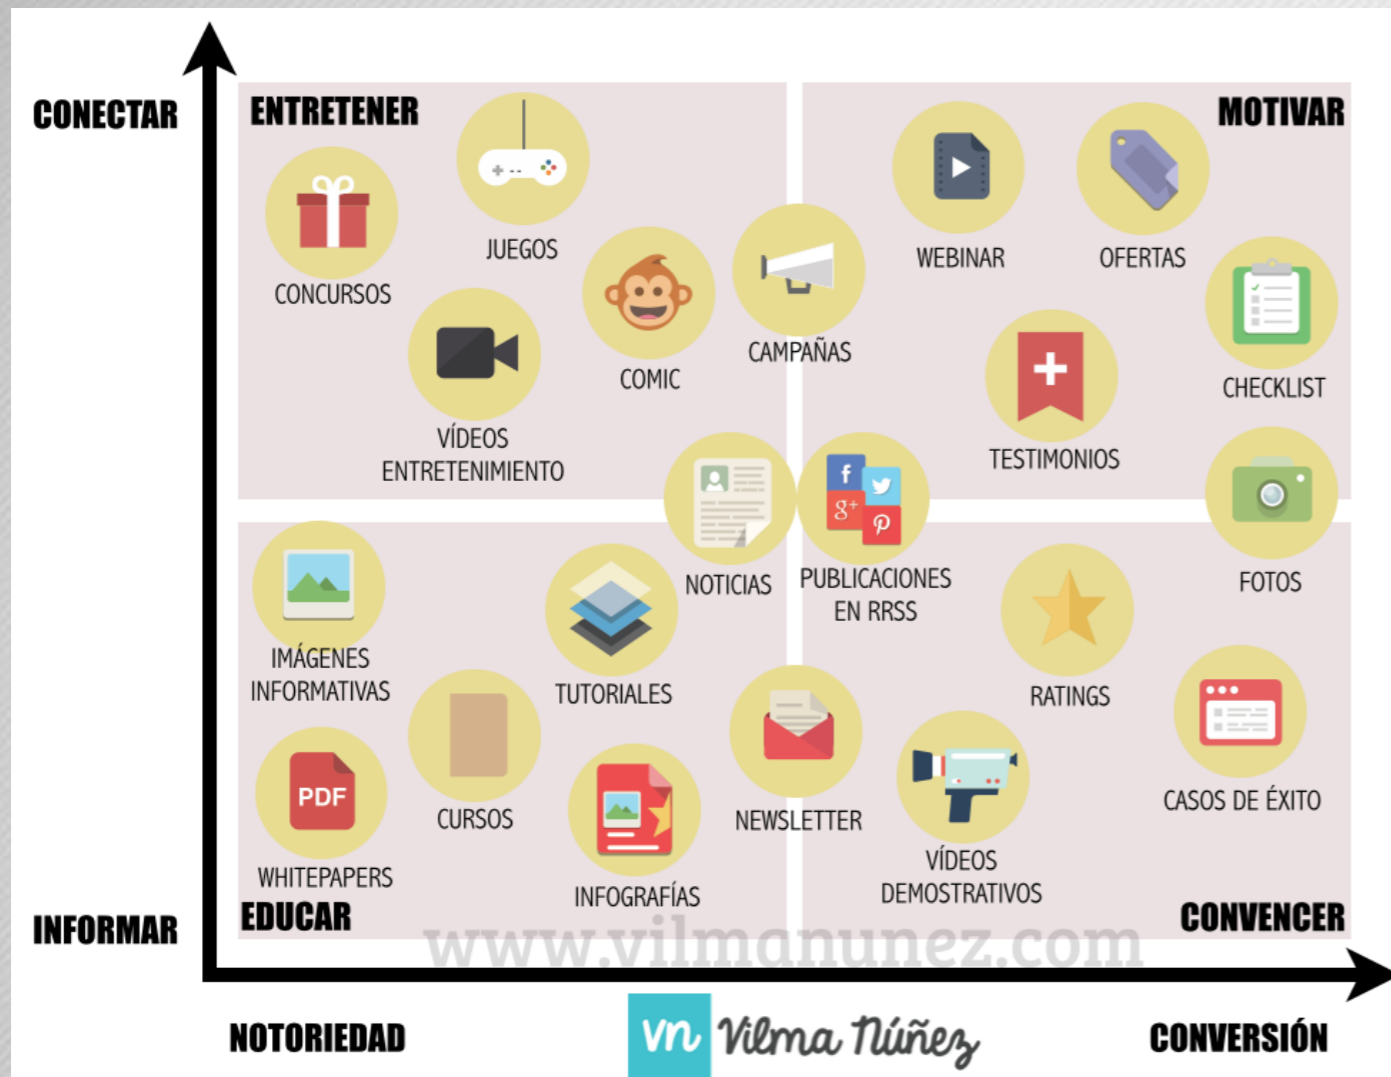 CONECTAR
ENTRETENER
MOTIVAR
JUEGOS
WEBINAR
OFERTAS
CONCURSOS
CAMPAÑAS
COMIC
CHECKLIST
VÍDEOS
ENTRETENIMIENTO
TESTIMONIOS
f
g+
p
NOTICIAS
PUBLICACIONES
EN RRSS
FOTOS
IMÁGENES
INFORMATIVAS
TUTORIALES
RATINGS
PDF
CURSOS
NEWSLETTER
CASOS DE ÉXITO
WHITEPAPERS
INFOGRAFÍAS
VÍDEOS
DEMOSTRATIVOS
INFORMAR
EDUCAR
CONVENCER
www.vilmanunez.com
NOTORIEDAD
vn Vilma Núñez
CONVERSIÓN